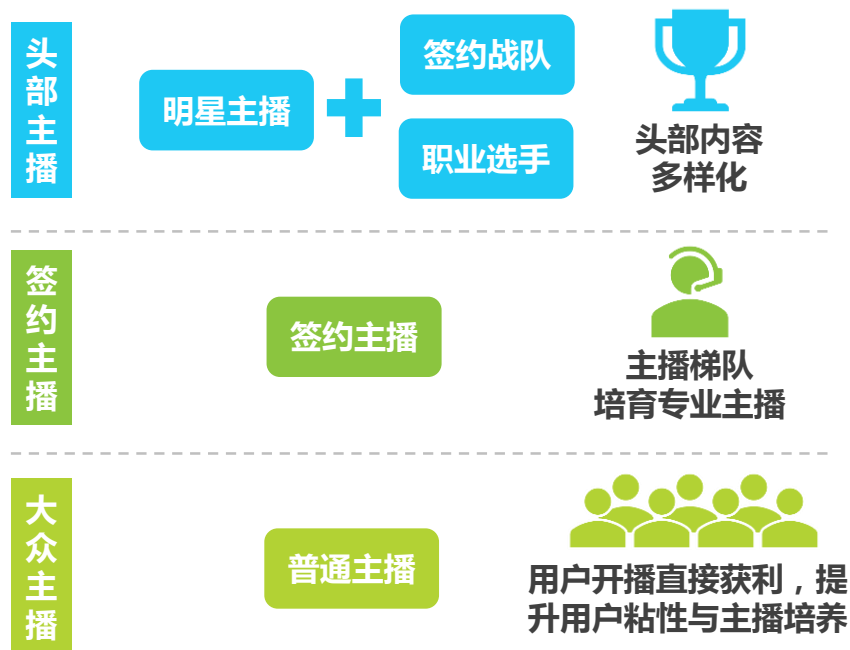 头部主播
明星主播
签约战队
职业选手
头部内容
多样化
签约主播
签约主播
主播梯队
培育专业主播
大众主播
普通主播
用户开播直接获利，提
升用户粘性与主播培养